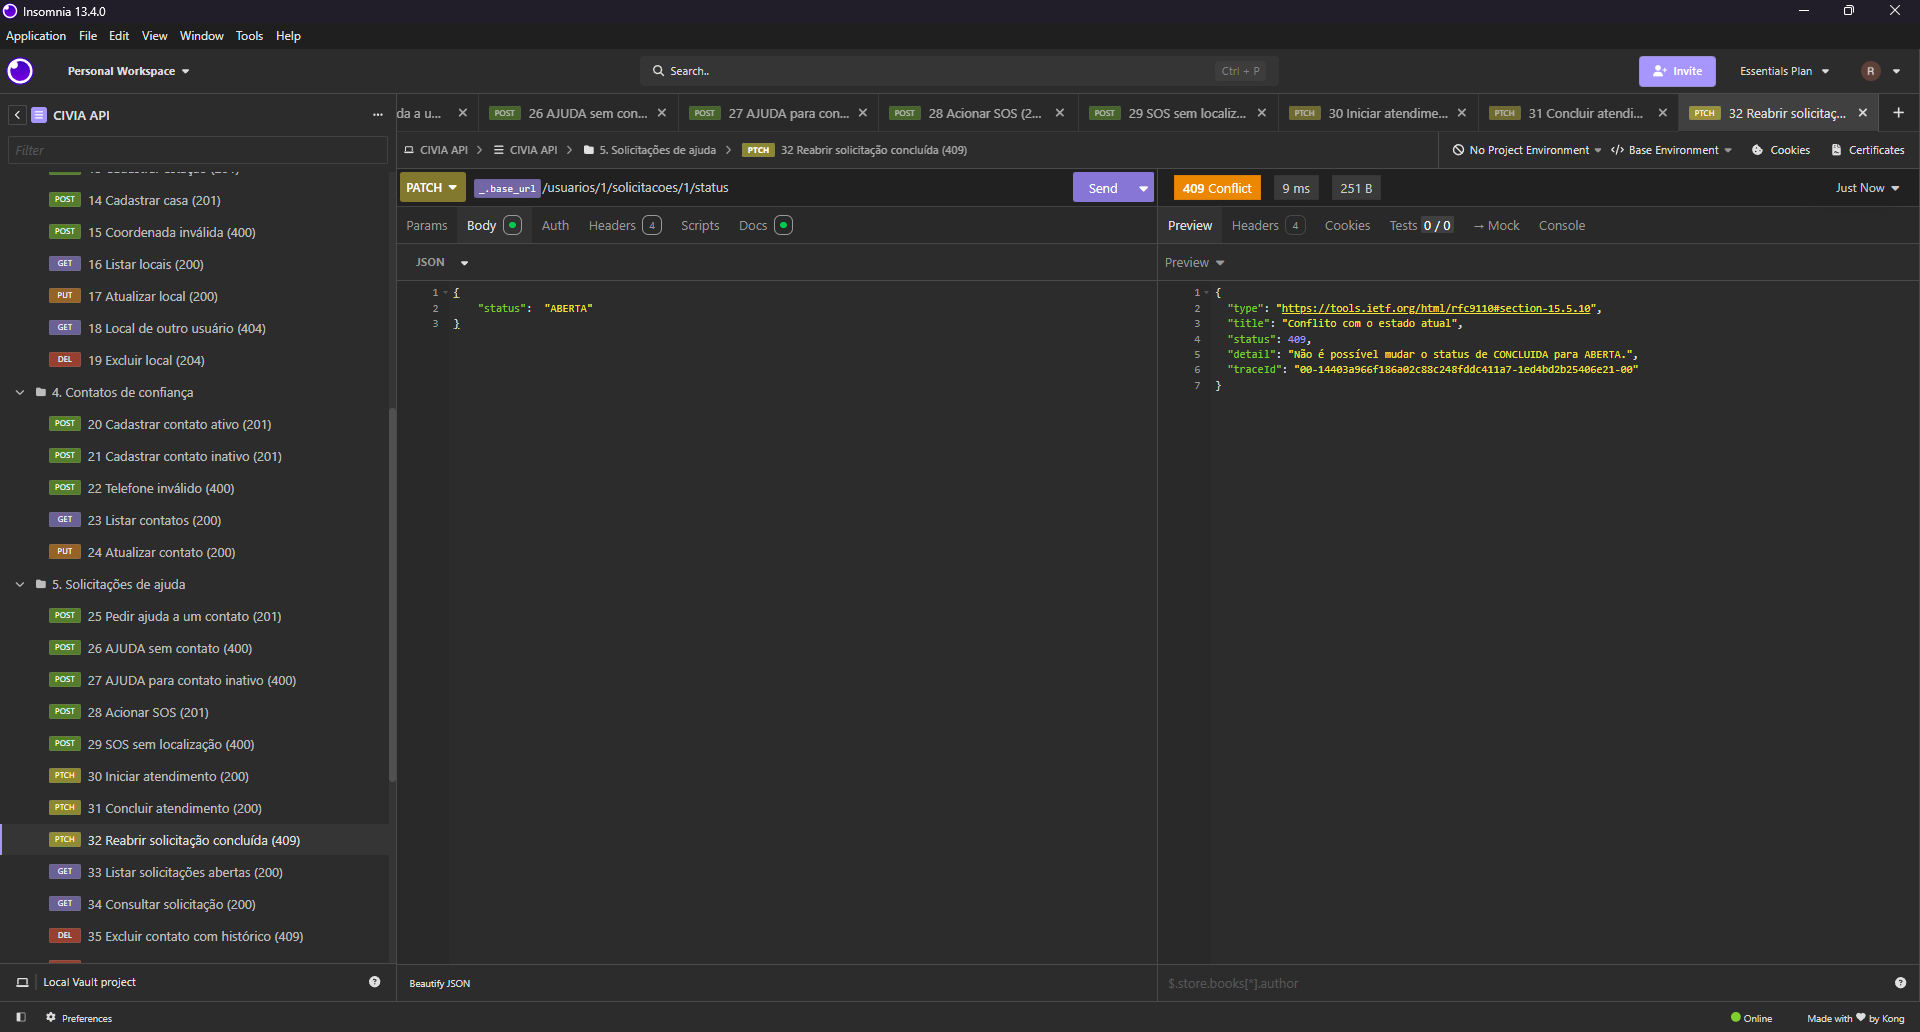 Insomnia 13.4.0
Application File Edit View Window Tools Help
Personal Workspace
Search..
Ctrl + P
Invite
Essentials Plan
R
CIVIA API
da a u...
POST 26 AJUDA sem con...
POST 27 AJUDA para con...
POST 28 Acionar SOS (2...
POST 29 SOS sem localiz...
PTCH 30 Iniciar atendime...
PTCH 31 Concluir atendi...
PTCH 32 Reabrir solicitaç...
Filter
CIVIA API
CIVIA API
5. Solicitações de ajuda
PTCH 32 Reabrir solicitação concluída (409)
No Project Environment
</> Base Environment
Cookies
Certificates
POST 14 Cadastrar casa (201)
POST 15 Coordenada inválida (400)
GET 16 Listar locais (200)
PUT 17 Atualizar local (200)
GET 18 Local de outro usuário (404)
DEL 19 Excluir local (204)
4. Contatos de confiança
POST 20 Cadastrar contato ativo (201)
POST 21 Cadastrar contato inativo (201)
POST 22 Telefone inválido (400)
GET 23 Listar contatos (200)
PUT 24 Atualizar contato (200)
5. Solicitações de ajuda
POST 25 Pedir ajuda a um contato (201)
POST 26 AJUDA sem contato (400)
POST 27 AJUDA para contato inativo (400)
POST 28 Acionar SOS (201)
POST 29 SOS sem localização (400)
PTCH 30 Iniciar atendimento (200)
PTCH 31 Concluir atendimento (200)
PTCH 32 Reabrir solicitação concluída (409)
GET 33 Listar solicitações abertas (200)
GET 34 Consultar solicitação (200)
DEL 35 Excluir contato com histórico (409)
Local Vault project
Preferences
PATCH
_.base_url /usuarios/1/solicitacoes/1/status
Send
Params Body Auth Headers 4 Scripts Docs
JSON
1 {
2 "status": "ABERTA"
3 }
Beautify JSON
409 Conflict
9 ms
251 B
Just Now
Preview Headers 4 Cookies Tests 0 / 0 → Mock Console
Preview
1 {
2 "type": "https://tools.ietf.org/html/rfc9110#section-15.5.10",
3 "title": "Conflito com o estado atual",
4 "status": 409,
5 "detail": "Não é possível mudar o status de CONCLUIDA para ABERTA.",
6 "traceId": "00-14403a966f186a02c88c248fddc411a7-1ed4bd2b25406e21-00"
7 }
$.store.books[*].author
Online
Made with ♥ by Kong